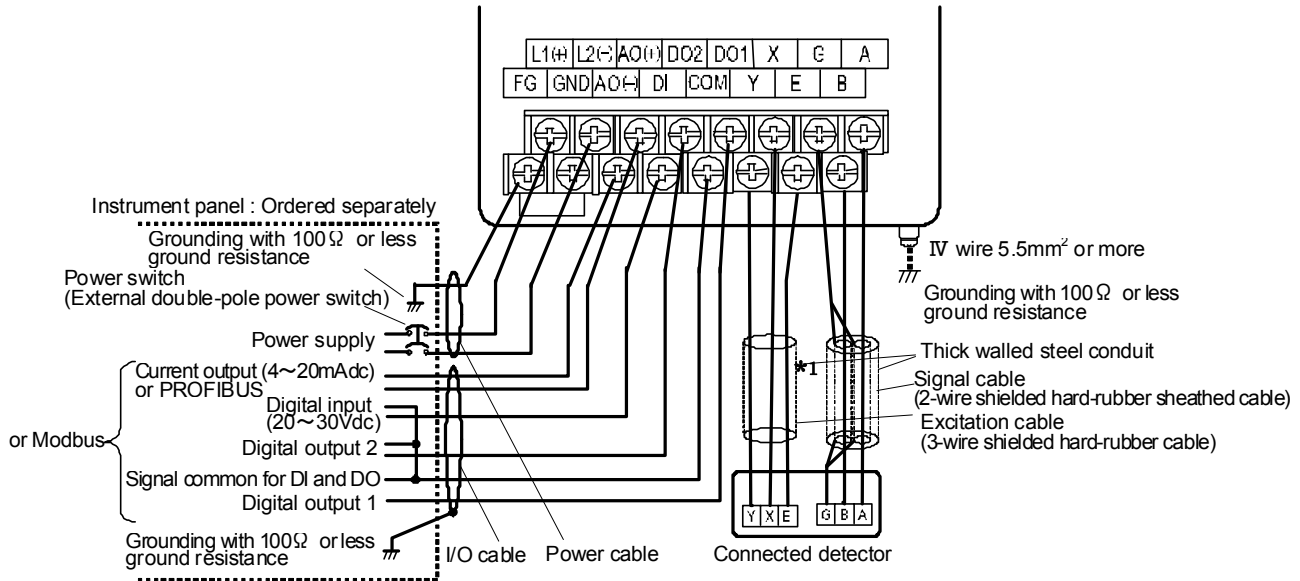 L1(+) L2(-) AO(+) DO2 DO1 X G A
FG GND AO(-) DI COM Y E B
Instrument panel : Ordered separately
Grounding with 100Ω or less
ground resistance
Power switch
(External double-pole power switch)
Power supply
Current output (4～20mAdc)
or PROFIBUS
Digital input
(20～30Vdc)
or Modbus
Digital output 2
Signal common for DI and DO
Digital output 1
Grounding with 100Ω or less
ground resistance
I/O cable
Power cable
IV wire 5.5mm²  or more
Grounding with 100Ω or less
ground resistance
Thick walled steel conduit
*1
Signal cable
(2-wire shielded hard-rubber sheathed cable)
Excitation cable
(3-wire shielded hard-rubber cable)
Y X E G B A
Connected detector